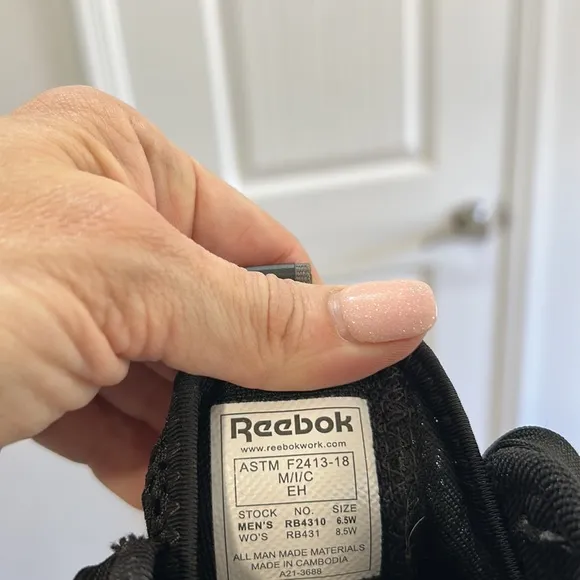 Reebok
www.reebokwork.com
ASTM F2413-18
M/I/C
EH
STOCK NO. SIZE
MEN'S RB4310 6.5W
WO'S RB431 8.5W
ALL MAN MADE MATERIALS
MADE IN CAMBODIA
A21-3688